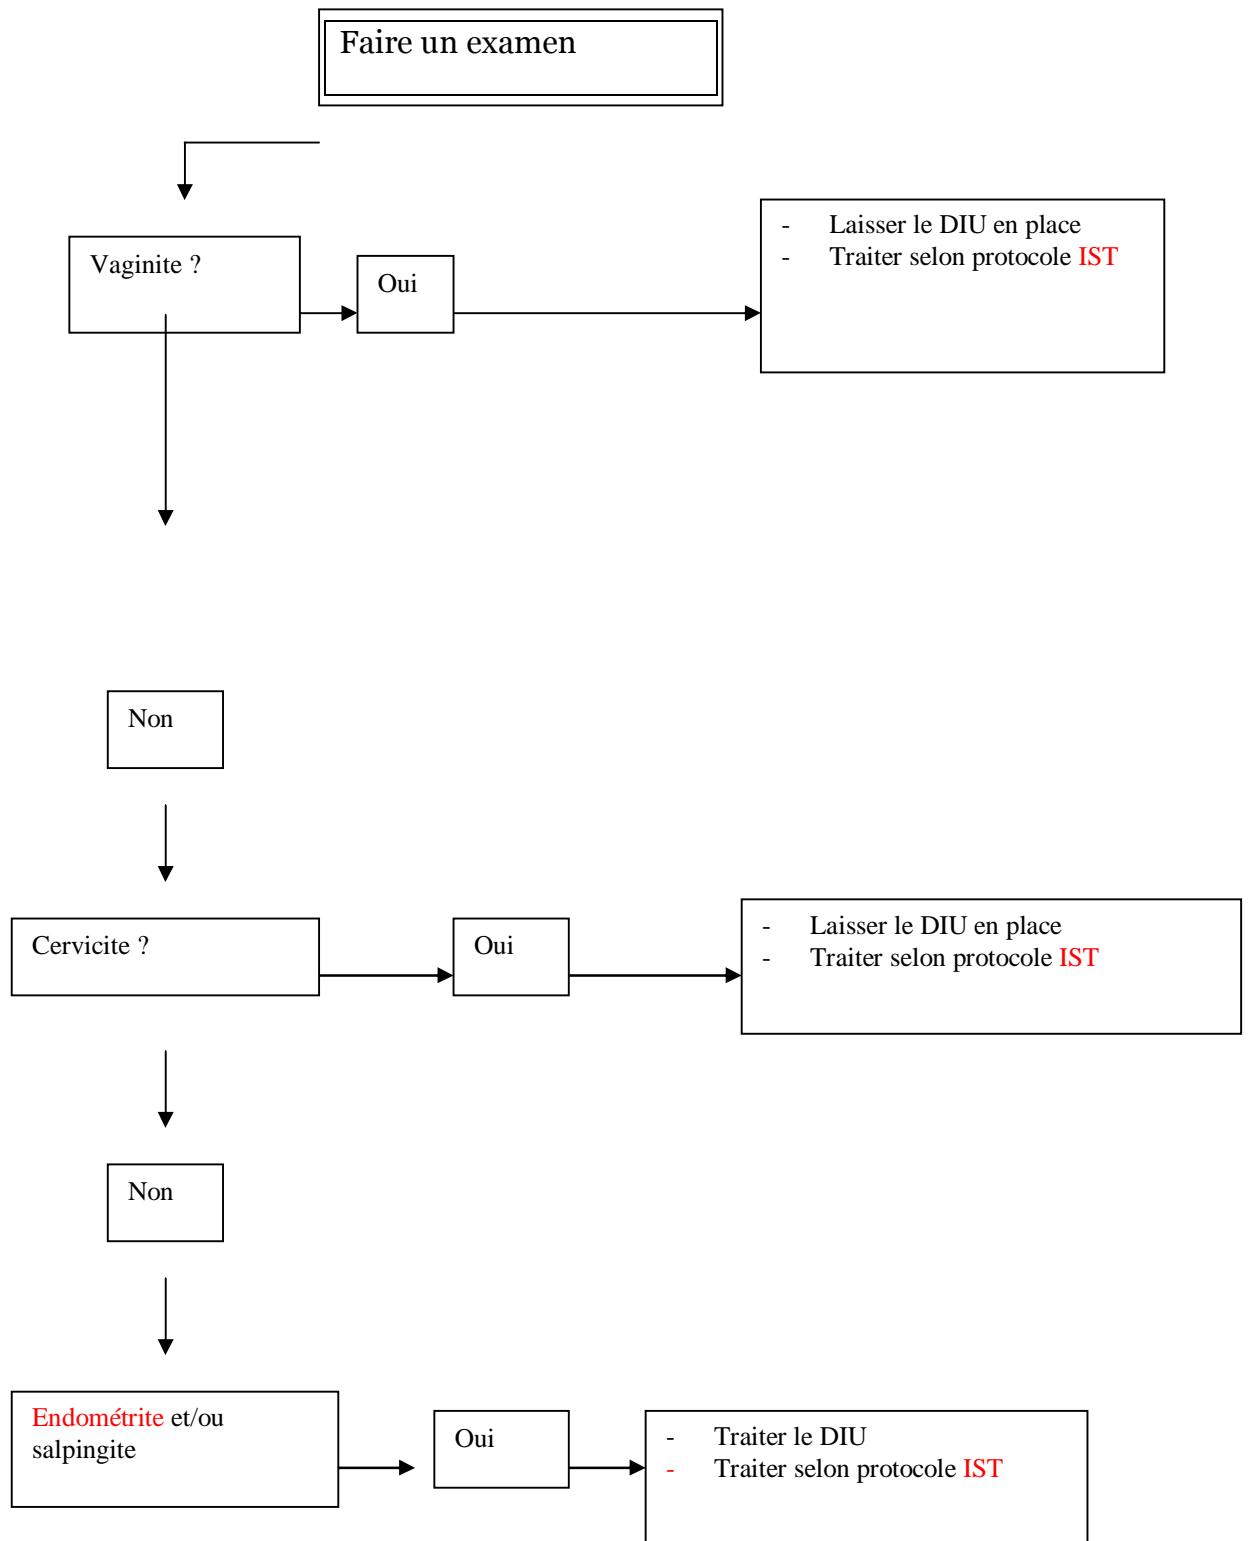 Faire un examen
Vaginite ?
Oui
- Laisser le DIU en place
- Traiter selon protocole IST
Non
Cervicite ?
Oui
- Laisser le DIU en place
- Traiter selon protocole IST
Non
Endométrite et/ou
salpingite
Oui
- Traiter le DIU
- Traiter selon protocole IST